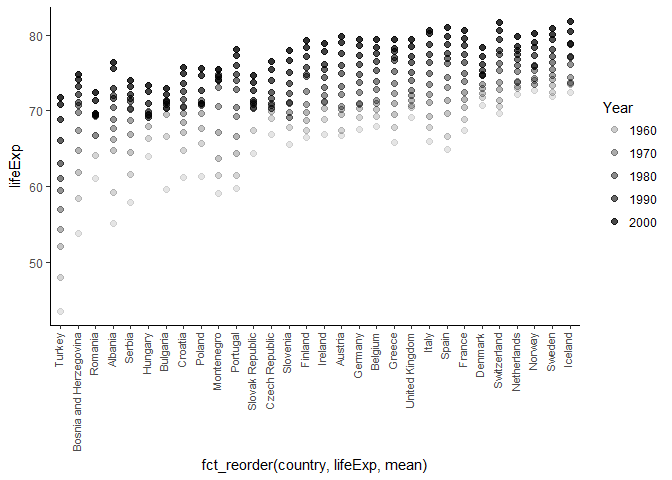 80
70
60
50
lifeExp
Turkey
Bosnia and Herzegovina
Romania
Albania
Serbia
Hungary
Bulgaria
Croatia
Poland
Montenegro
Portugal
Slovak Republic
Czech Republic
Slovenia
Finland
Ireland
Austria
Germany
Belgium
Greece
United Kingdom
Italy
Spain
France
Denmark
Switzerland
Netherlands
Norway
Sweden
Iceland
fct_reorder(country, lifeExp, mean)
Year
1960
1970
1980
1990
2000